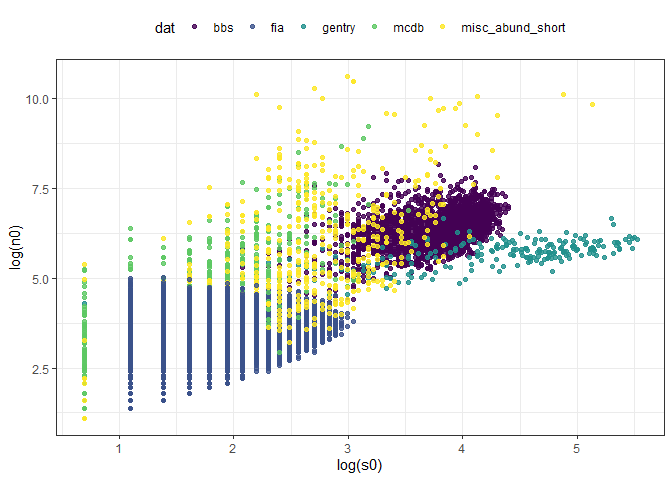 dat bbs fia gentry mcdb misc_abund_short
10.0
7.5
5.0
2.5
log(n0)
1 2 3 4 5
log(s0)